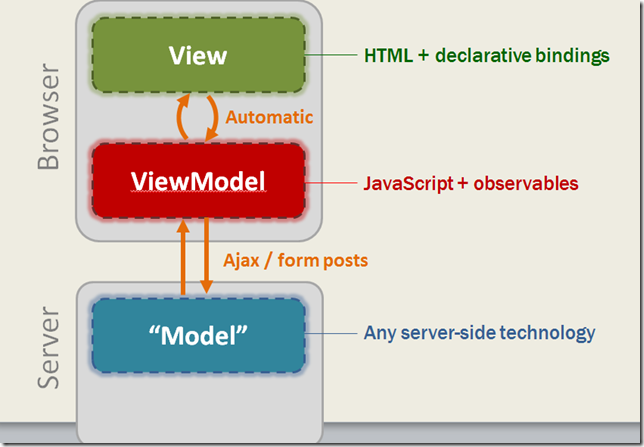 Browser
View
HTML + declarative bindings
Automatic
ViewModel
JavaScript + observables
Ajax / form posts
Server
“Model”
Any server-side technology